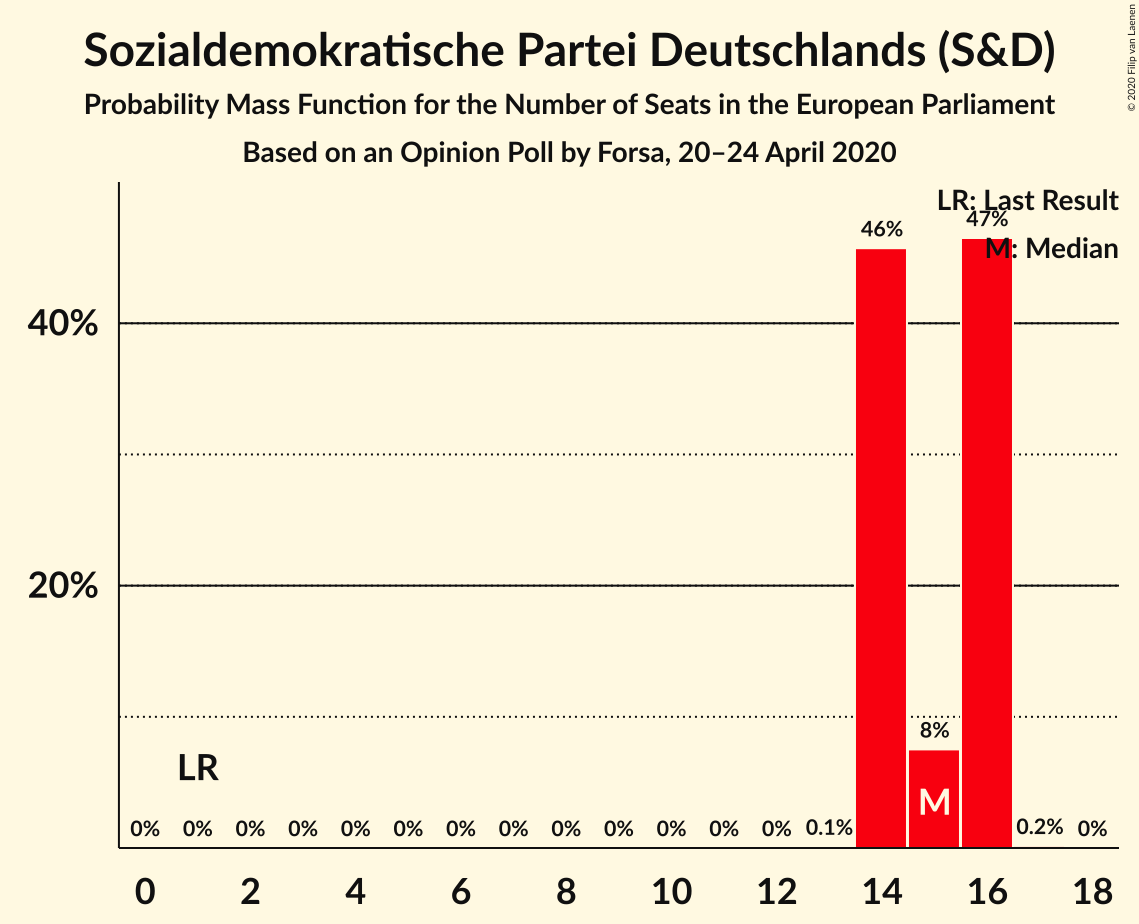 Sozialdemokratische Partei Deutschlands (S&D)
Probability Mass Function for the Number of Seats in the European Parliament
Based on an Opinion Poll by Forsa, 20–24 April 2020
© 2020 Filip van Laenen
LR: Last Result
M: Median
46%
47%
40%
20%
8%
LR
M
0% 0% 0% 0% 0% 0% 0% 0% 0% 0% 0% 0% 0% 0.1% 0.2% 0%
0 2 4 6 8 10 12 14 16 18